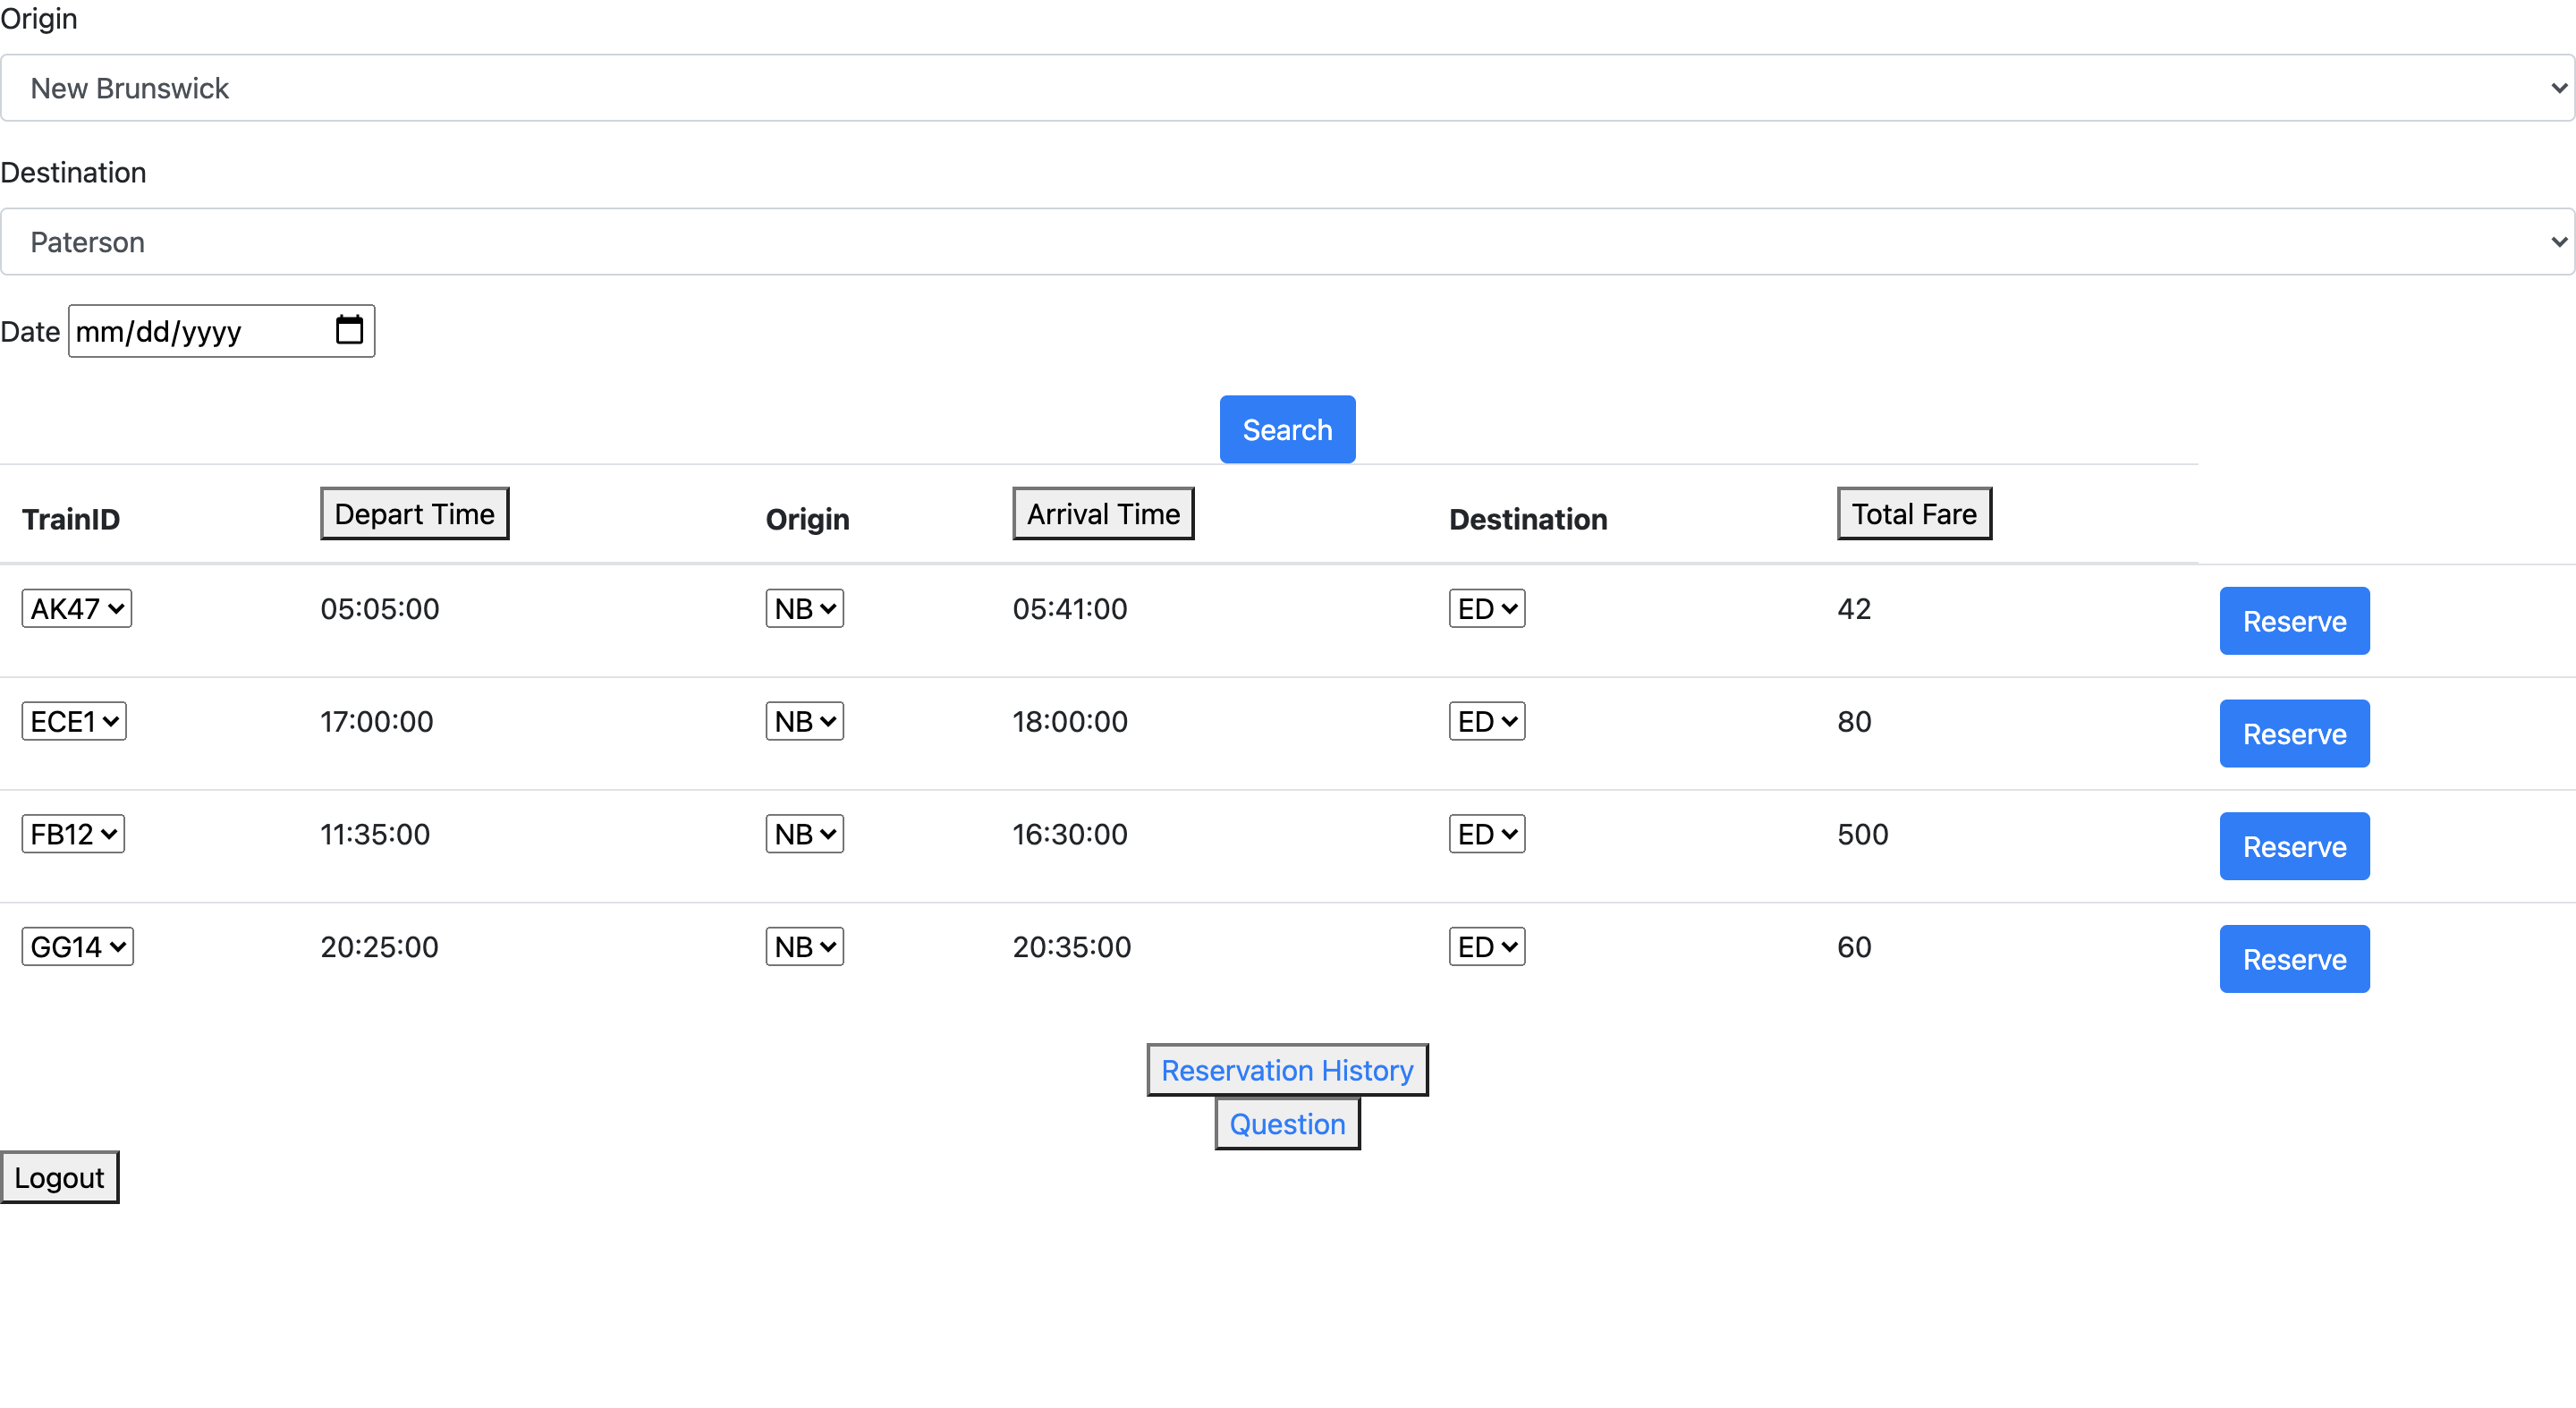 Origin
New Brunswick
Destination
Paterson
Date mm/dd/yyyy
Search
TrainID Depart Time Origin Arrival Time Destination Total Fare
AK47 05:05:00 NB 05:41:00 ED 42 Reserve
ECE1 17:00:00 NB 18:00:00 ED 80 Reserve
FB12 11:35:00 NB 16:30:00 ED 500 Reserve
GG14 20:25:00 NB 20:35:00 ED 60 Reserve
Reservation History
Question
Logout